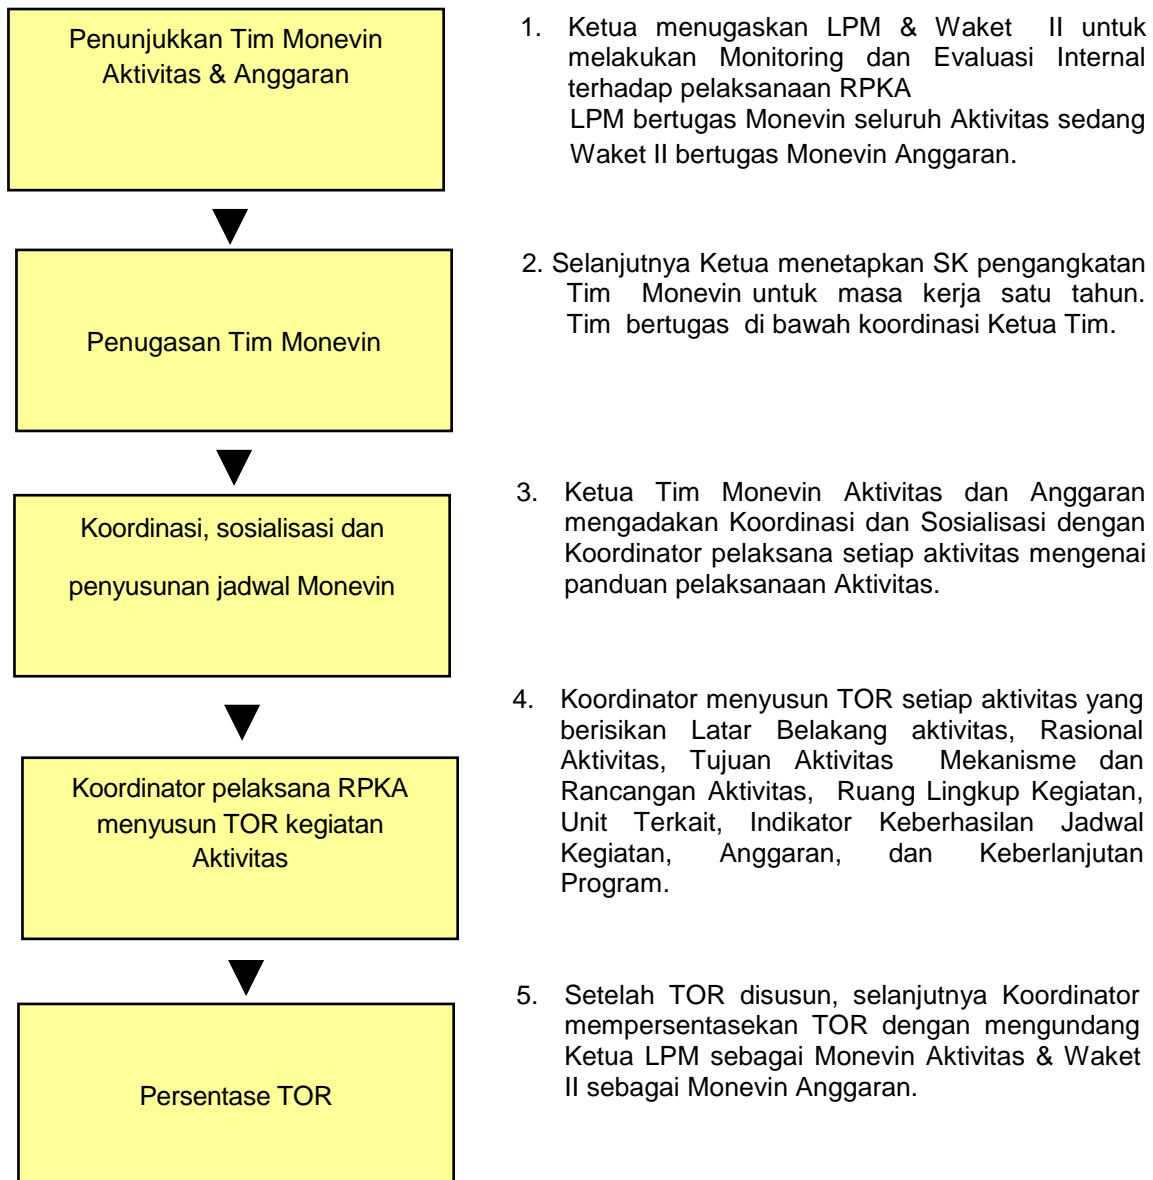 Penunjukkan Tim Monevin
Aktivitas & Anggaran
1. Ketua menugaskan LPM & Waket II untuk
melakukan Monitoring dan Evaluasi Internal
terhadap pelaksanaan RPKA
LPM bertugas Monevin seluruh Aktivitas sedang
Waket II bertugas Monevin Anggaran.
Penugasan Tim Monevin
2. Selanjutnya Ketua menetapkan SK pengangkatan
Tim Monevin untuk masa kerja satu tahun.
Tim bertugas di bawah koordinasi Ketua Tim.
Koordinasi, sosialisasi dan
penyusunan jadwal Monevin
3. Ketua Tim Monevin Aktivitas dan Anggaran
mengadakan Koordinasi dan Sosialisasi dengan
Koordinator pelaksana setiap aktivitas mengenai
panduan pelaksanaan Aktivitas.
Koordinator pelaksana RPKA
menyusun TOR kegiatan
Aktivitas
4. Koordinator menyusun TOR setiap aktivitas yang
berisikan Latar Belakang aktivitas, Rasional
Aktivitas, Tujuan Aktivitas Mekanisme dan
Rancangan Aktivitas, Ruang Lingkup Kegiatan,
Unit Terkait, Indikator Keberhasilan Jadwal
Kegiatan, Anggaran, dan Keberlanjutan
Program.
Persentase TOR
5. Setelah TOR disusun, selanjutnya Koordinator
mempersentasekan TOR dengan mengundang
Ketua LPM sebagai Monevin Aktivitas & Waket
II sebagai Monevin Anggaran.